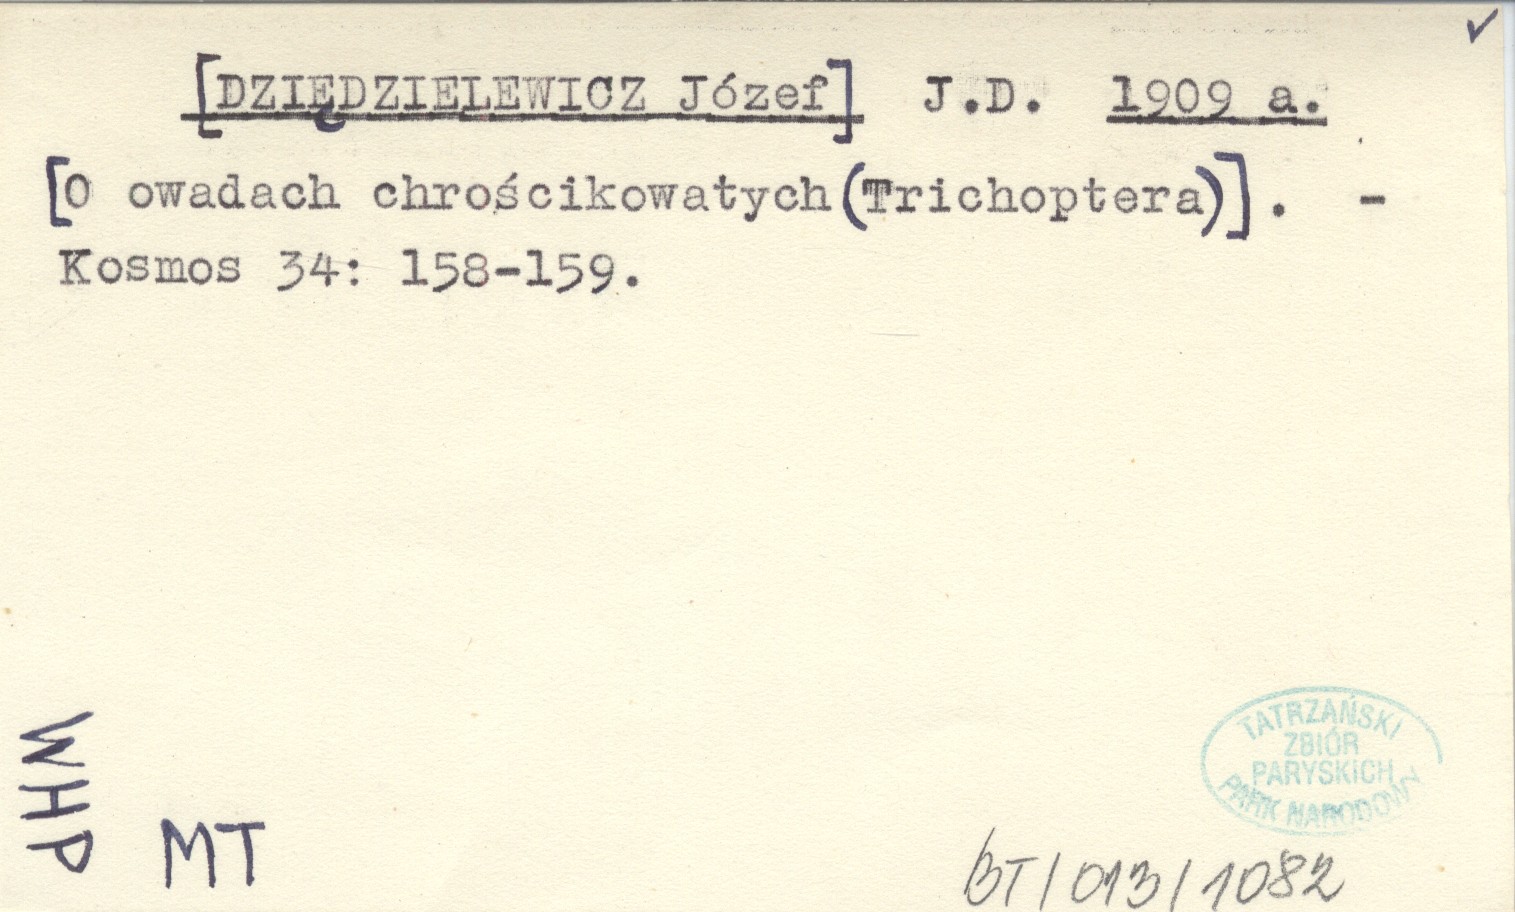 ✓
[DZIĘDZIELEWICZ Józef] J.D. 1909 a.
[O owadach chrościkowatych (Trichoptera)]. -
Kosmos 34: 158-159.
WHP
MT
TATRZAŃSKI
ZBIÓR
PARYSKICH
PARK NARODOWY
BT/013/1082